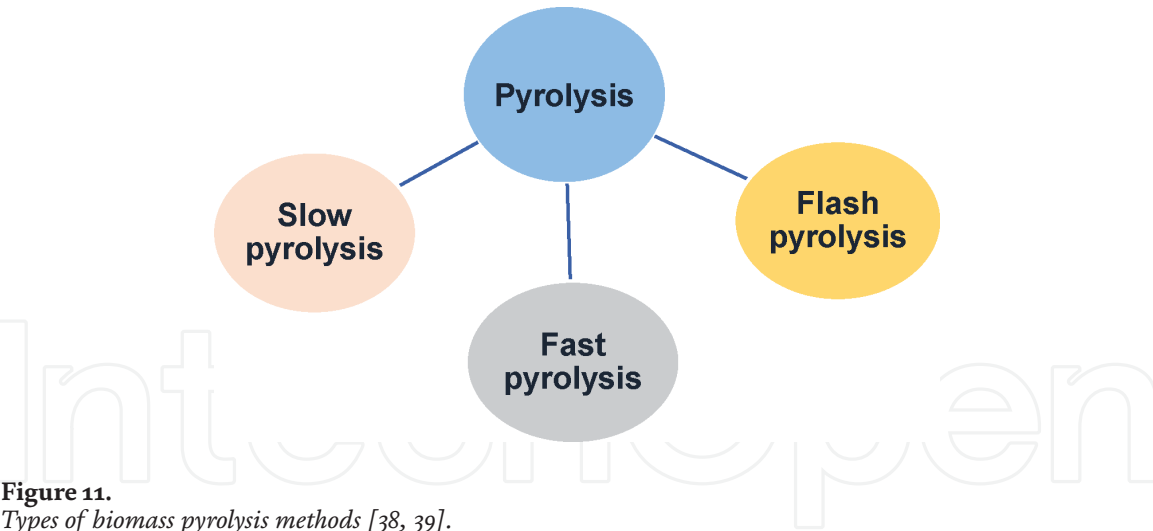 Pyrolysis
Slow
pyrolysis
Flash
pyrolysis
Fast
pyrolysis
IntechOpen
Figure 11.
Types of biomass pyrolysis methods [38, 39].